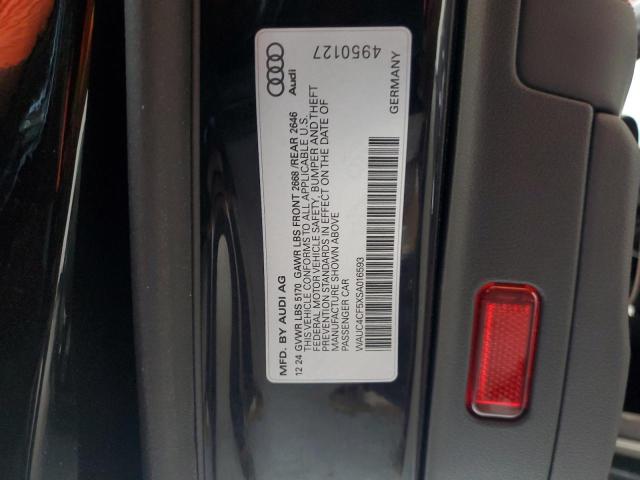 MFD. BY AUDI AG
Audi
12 24 GVWR LBS 5170 GAWR LBS FRONT 2668 /REAR 2646
THIS VEHICLE CONFORMS TO ALL APPLICABLE U.S.
FEDERAL MOTOR VEHICLE SAFETY, BUMPER AND THEFT
PREVENTION STANDARDS IN EFFECT ON THE DATE OF
MANUFACTURE SHOWN ABOVE
PASSENGER CAR
WAUC4CF5XSA016593
4950127
GERMANY